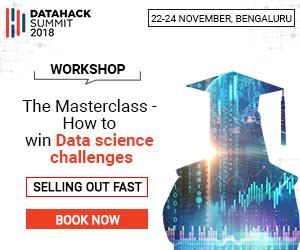 DATAHACK
SUMMIT
2018
22-24 NOVEMBER, BENGALURU
WORKSHOP
The Masterclass -
How to
win Data science
challenges
SELLING OUT FAST
BOOK NOW